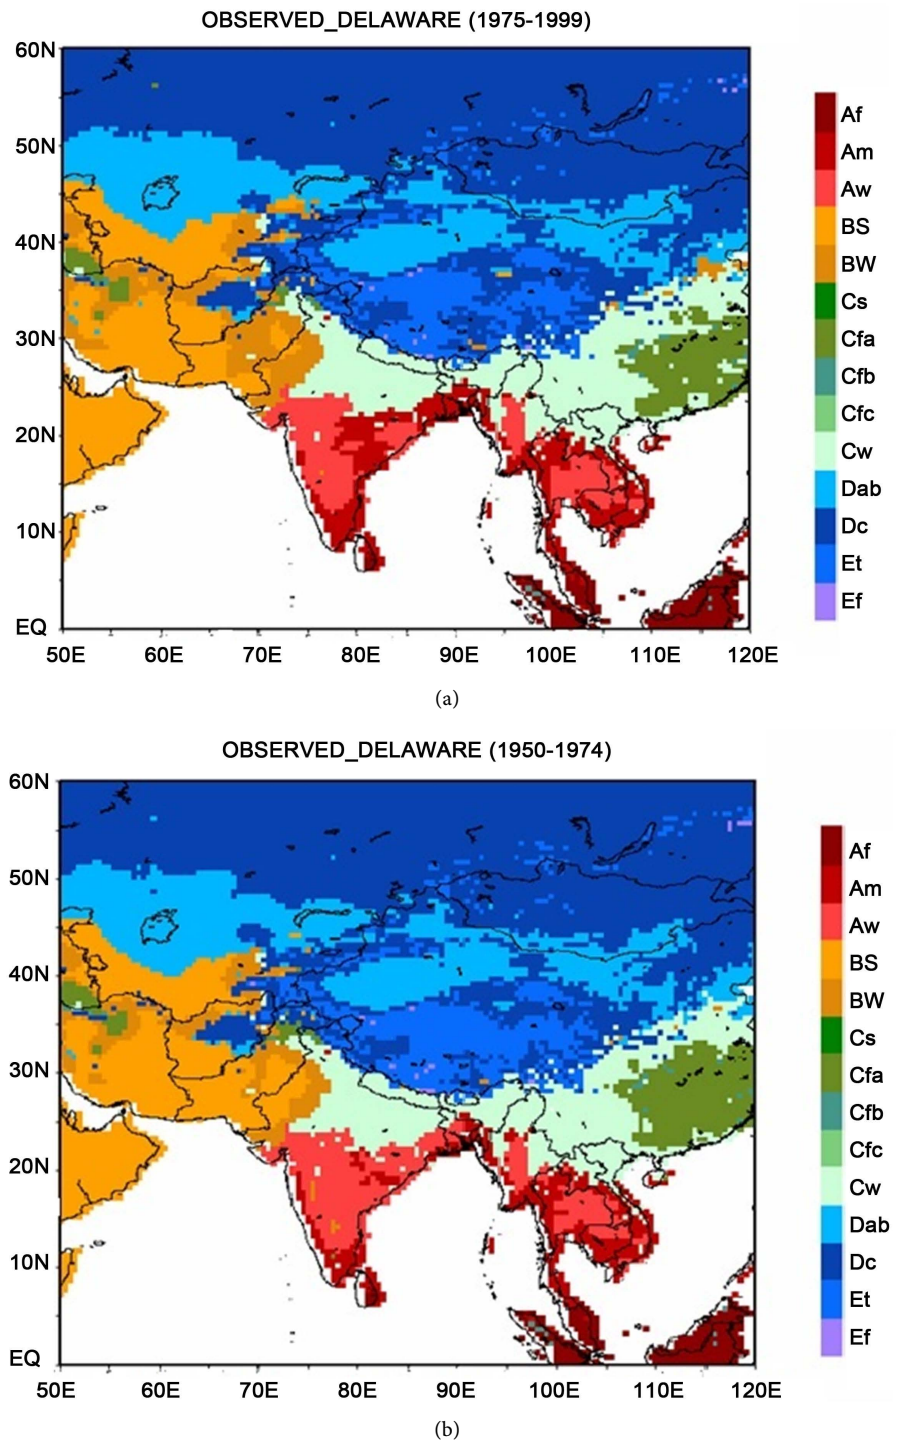 OBSERVED_DELAWARE (1975-1999)
60N
50N
40N
30N
20N
10N
EQ
50E 60E 70E 80E 90E 100E 110E 120E
Af
Am
Aw
BS
BW
Cs
Cfa
Cfb
Cfc
Cw
Dab
Dc
Et
Ef
(a)
OBSERVED_DELAWARE (1950-1974)
60N
50N
40N
30N
20N
10N
EQ
50E 60E 70E 80E 90E 100E 110E 120E
Af
Am
Aw
BS
BW
Cs
Cfa
Cfb
Cfc
Cw
Dab
Dc
Et
Ef
(b)